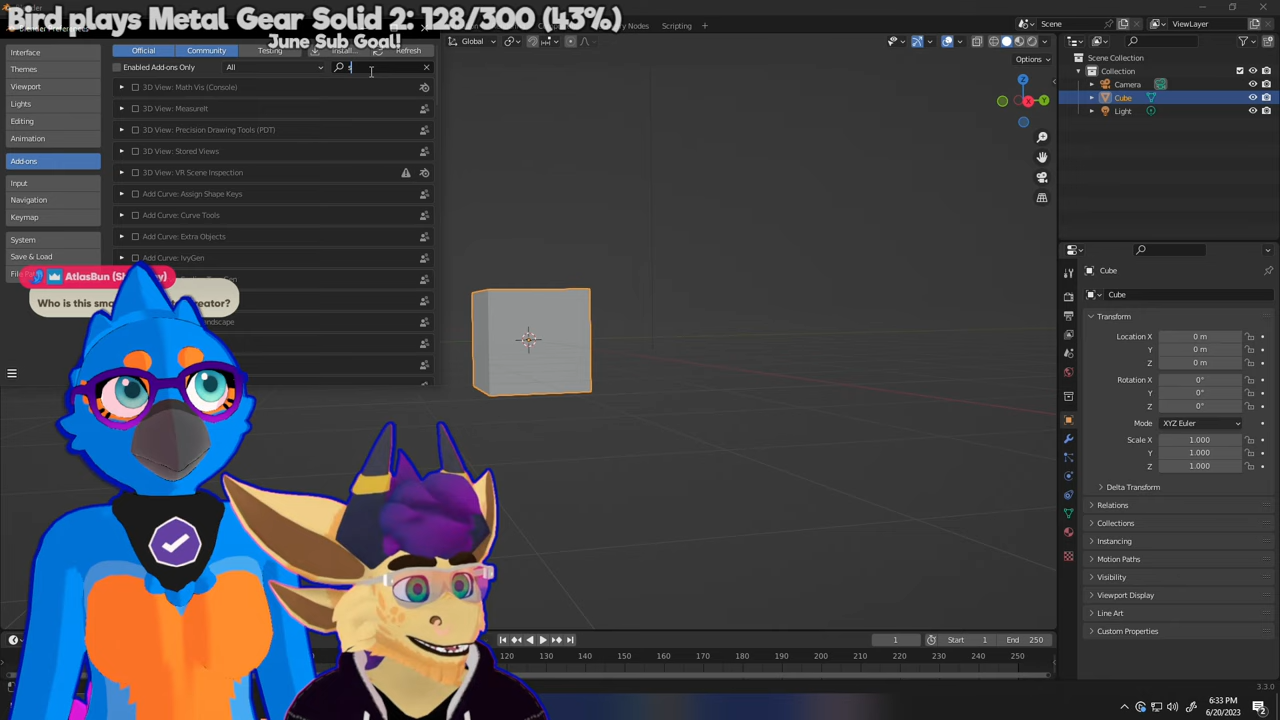 Bird plays Metal Gear Solid 2: 128/300 (43%)
June Sub Goal!
Scripting
Scene
ViewLayer
Interface
Themes
Viewport
Lights
Editing
Animation
Add-ons
Input
Navigation
Keymap
System
Save & Load
Official
Community
Install...
Refresh
Enabled Add-ons Only
All
s
3D View: Math Vis (Console)
3D View: MeasureIt
3D View: Precision Drawing Tools (PDT)
3D View: Stored Views
3D View: VR Scene Inspection
Add Curve: Assign Shape Keys
Add Curve: Curve Tools
Add Curve: Extra Objects
Add Curve: IvyGen
Global
Options
Z
X
Y
Scene Collection
Collection
Camera
Cube
Light
Cube
Cube
Transform
Location X 0 m
Y 0 m
Z 0 m
Rotation X 0°
Y 0°
Z 0°
Mode XYZ Euler
Scale X 1.000
Y 1.000
Z 1.000
Delta Transform
Relations
Collections
Instancing
Motion Paths
Visibility
Viewport Display
Line Art
Custom Properties
1
Start 1
End 250
120 130 140 150 160 170 180 190 200 210 220 230 240 250
3.3.0
6:33 PM
6/20/2023
2